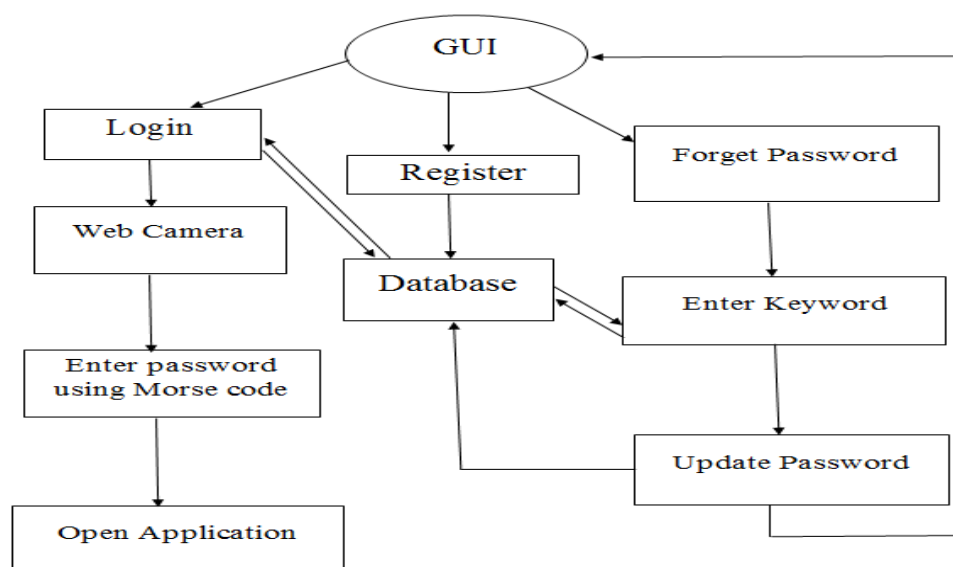 GUI
Login
Register
Forget Password
Web Camera
Database
Enter Keyword
Enter password
using Morse code
Update Password
Open Application